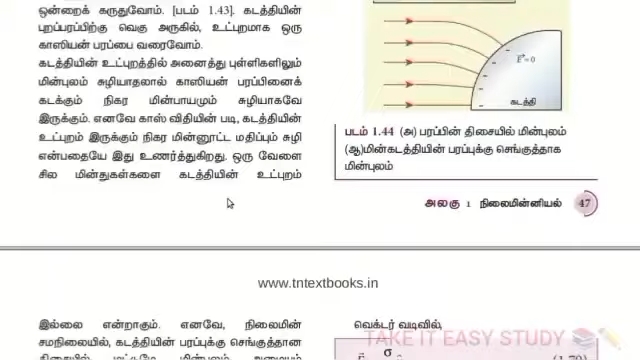 ஒன்றைக் கருதுவோம். [படம் 1.43]. கடத்தியின்
புறப்பரப்பிற்கு வெகு அருகில், உட்புறமாக ஒரு
காஸியன் பரப்பை வரைவோம்.
கடத்தியின் உட்புறத்தில் அனைத்து புள்ளிகளிலும்
மின்புலம் சுழியாதலால் காஸியன் பரப்பினைக்
கடக்கும் நிகர மின்பாயமும் சுழியாகவே
இருக்கும். எனவே காஸ் விதியின் படி, கடத்தியின்
உட்புறம் இருக்கும் நிகர மின்னூட்ட மதிப்பும் சுழி
என்பதையே இது உணர்த்துகிறது. ஒரு வேளை
சில மின்துகள்களை கடத்தியின் உட்புறம்
E = 0
கடத்தி
படம் 1.44 (அ) பரப்பின் திசையில் மின்புலம்
(ஆ)மின்கடத்தியின் பரப்புக்கு செங்குத்தாக
மின்புலம்
அலகு 1 நிலைமின்னியல் 47
www.tntextbooks.in
இல்லை என்றாகும். எனவே, நிலைமின்
சமநிலையில், கடத்தியின் பரப்புக்கு செங்குத்தான
வெக்டர் வடிவில்,
TAKE IT EASY STUDY